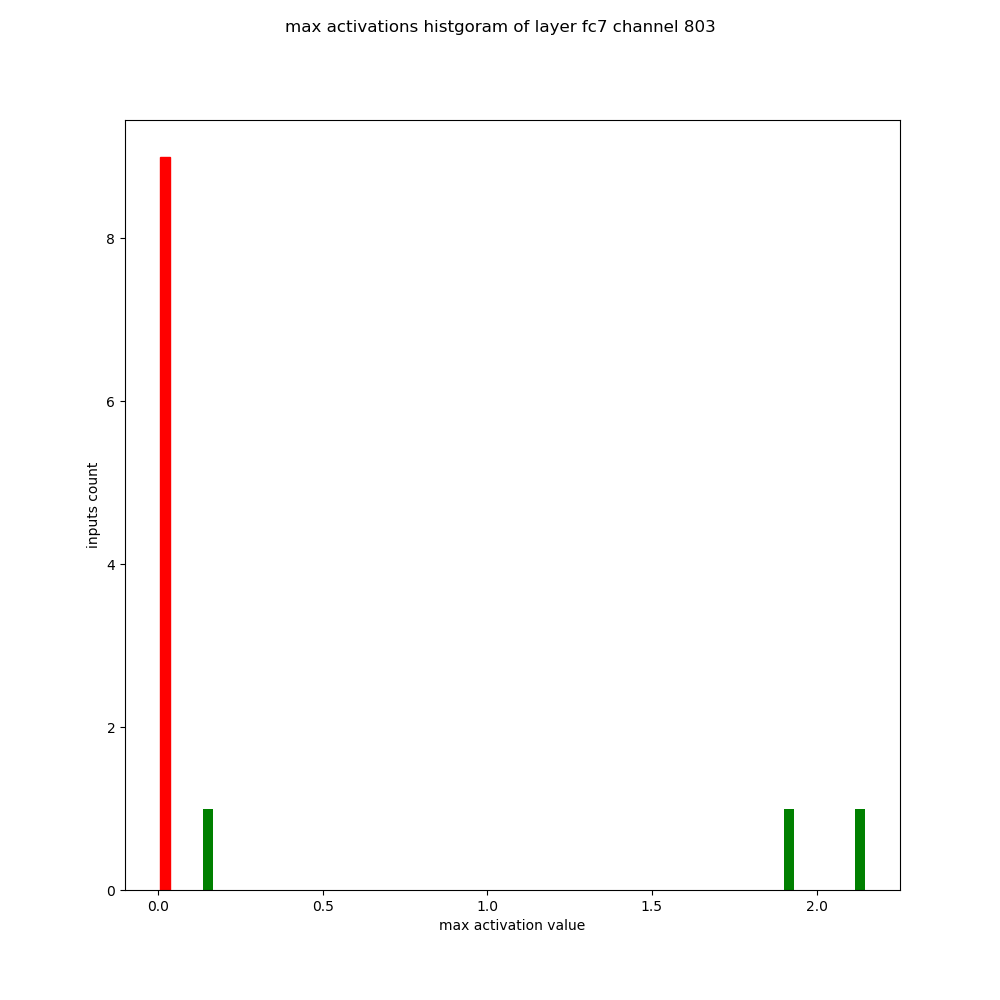 max activations histgoram of layer fc7 channel 803
8
6
4
2
0
inputs count
0.0 0.5 1.0 1.5 2.0
max activation value